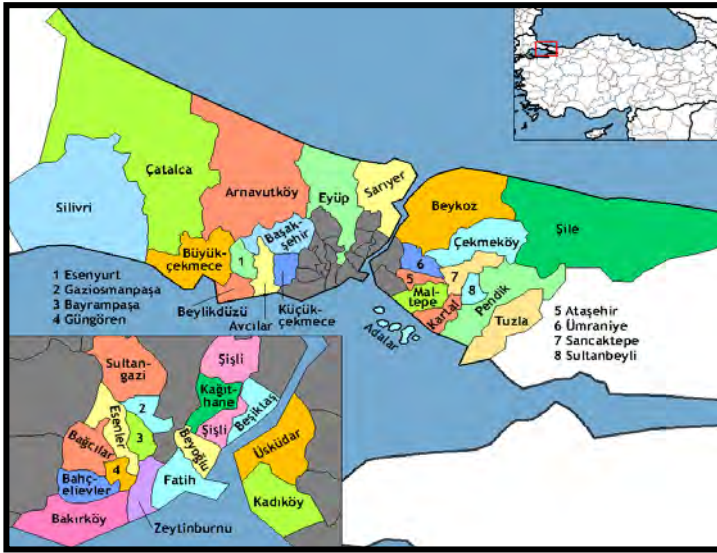 Silivri
Çatalca
Arnavutköy
Eyüp
Sarıyer
Başak-
şehir
Büyük-
çekmece
1
Beylikdüzü
Avcılar
Küçük-
çekmece
1 Esenyurt
2 Gaziosmanpaşa
3 Bayrampaşa
4 Güngören
Beykoz
Şile
Çekmeköy
6
5
7
8
Mal-
tepe
Kartal
Pendik
Tuzla
Adalar
5 Ataşehir
6 Ümraniye
7 Sancaktepe
8 Sultanbeyli
Sultan-
gazi
Şişli
Kağıt-
hane
Esenler
2
3
Şişli
Beşiktaş
Bağcılar
Beyoğlu
Üsküdar
4
Bahç-
elievler
Fatih
Kadıköy
Bakırköy
Zeytinburnu